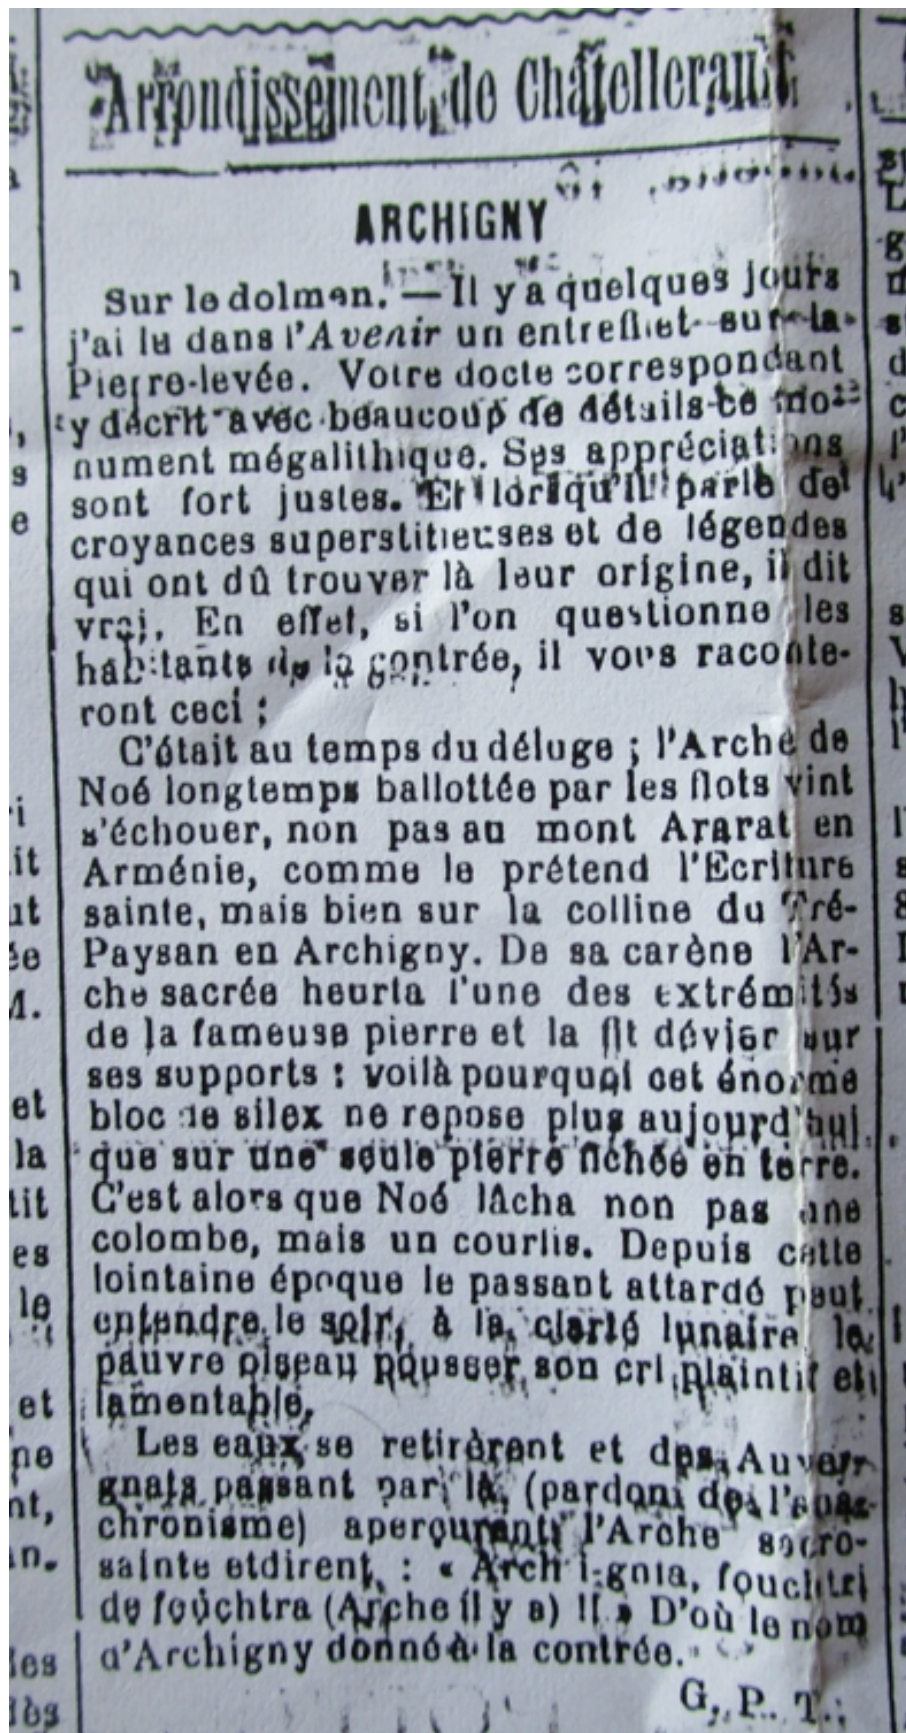 Arrondissement de Châtellerault
ARCHIGNY
Sur le dolmen. — Il y a quelques jours
j'ai lu dans l'Avenir un entrefilet sur la
Pierre-levée. Votre docte correspondant
y décrit avec beaucoup de détails ce mo-
nument mégalithique. Ses appréciations
sont fort justes. Et lorsqu'il parle de
croyances superstitieuses et de légendes
qui ont dû trouver là leur origine, il dit
vrai. En effet, si l'on questionne les
habitants de la contrée, il vous raconte-
ront ceci :
C'était au temps du déluge ; l'Arche de
Noé longtemps ballottée par les flots vint
s'échouer, non pas au mont Ararat en
Arménie, comme le prétend l'Ecriture
sainte, mais bien sur la colline du Tré-
Paysan en Archigny. De sa carène l'Ar-
che sacrée heurta l'une des extrémités
de la fameuse pierre et la fit dévier sur
ses supports : voilà pourquoi cet énorme
bloc de silex ne repose plus aujourd'hui
que sur une seule pierre fichée en terre.
C'est alors que Noé lâcha non pas une
colombe, mais un courlis. Depuis cette
lointaine époque le passant attardé peut
entendre le soir, à la clarté lunaire le
pauvre oiseau pousser son cri plaintif et
lamentable.
Les eaux se retirèrent et des Auver-
gnats passant par là, (pardon de l'ana-
chronisme) aperçurent l'Arche sacro-
sainte et dirent, : « Arch i-gnia, fouchtri
de foûchtra (Arche il y a) !! » D'où le nom
d'Archigny donné à la contrée.
G. P. T.